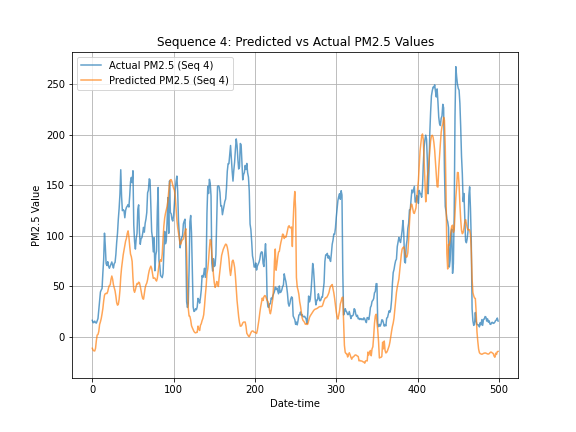 Sequence 4: Predicted vs Actual PM2.5 Values
Actual PM2.5 (Seq 4)
Predicted PM2.5 (Seq 4)
250
200
150
100
50
0
PM2.5 Value
0 100 200 300 400 500
Date-time